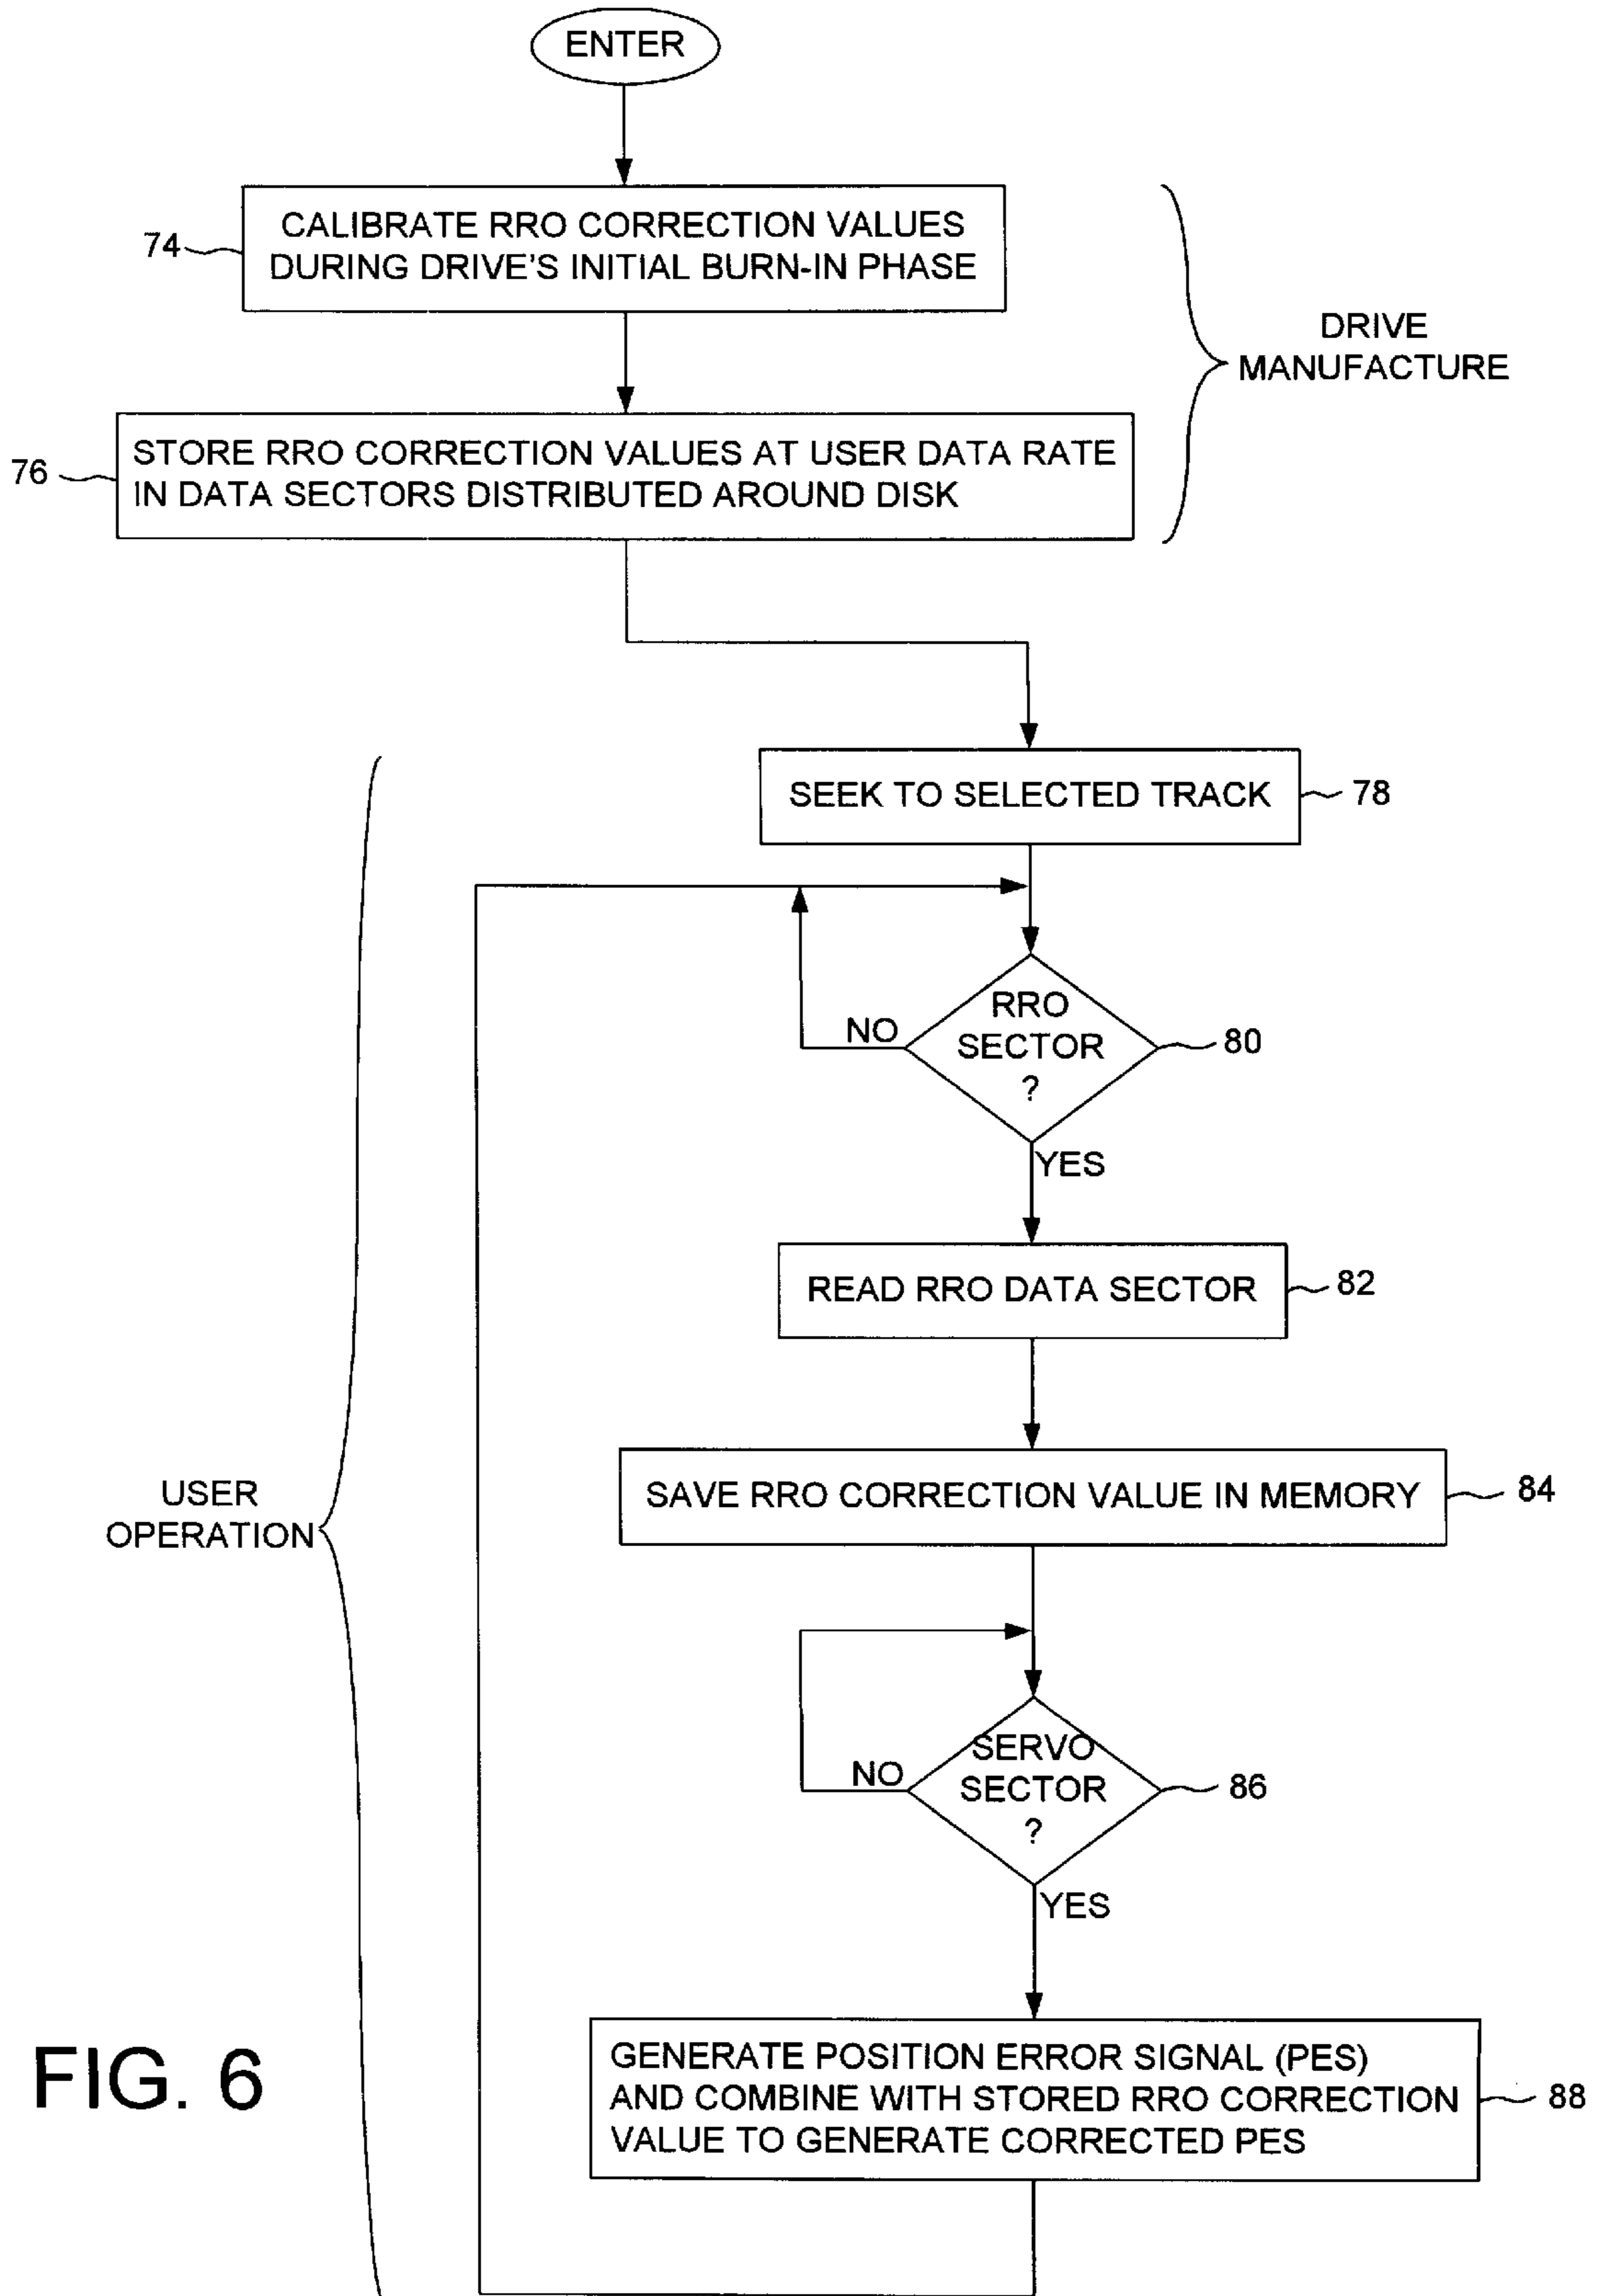 ENTER
CALIBRATE RRO CORRECTION VALUES
DURING DRIVE'S INITIAL BURN-IN PHASE
74
DRIVE
MANUFACTURE
STORE RRO CORRECTION VALUES AT USER DATA RATE
IN DATA SECTORS DISTRIBUTED AROUND DISK
76
SEEK TO SELECTED TRACK
78
RRO
SECTOR
?
80
NO
YES
READ RRO DATA SECTOR
82
SAVE RRO CORRECTION VALUE IN MEMORY
84
USER
OPERATION
SERVO
SECTOR
?
86
NO
YES
GENERATE POSITION ERROR SIGNAL (PES)
AND COMBINE WITH STORED RRO CORRECTION
VALUE TO GENERATE CORRECTED PES
88
FIG. 6